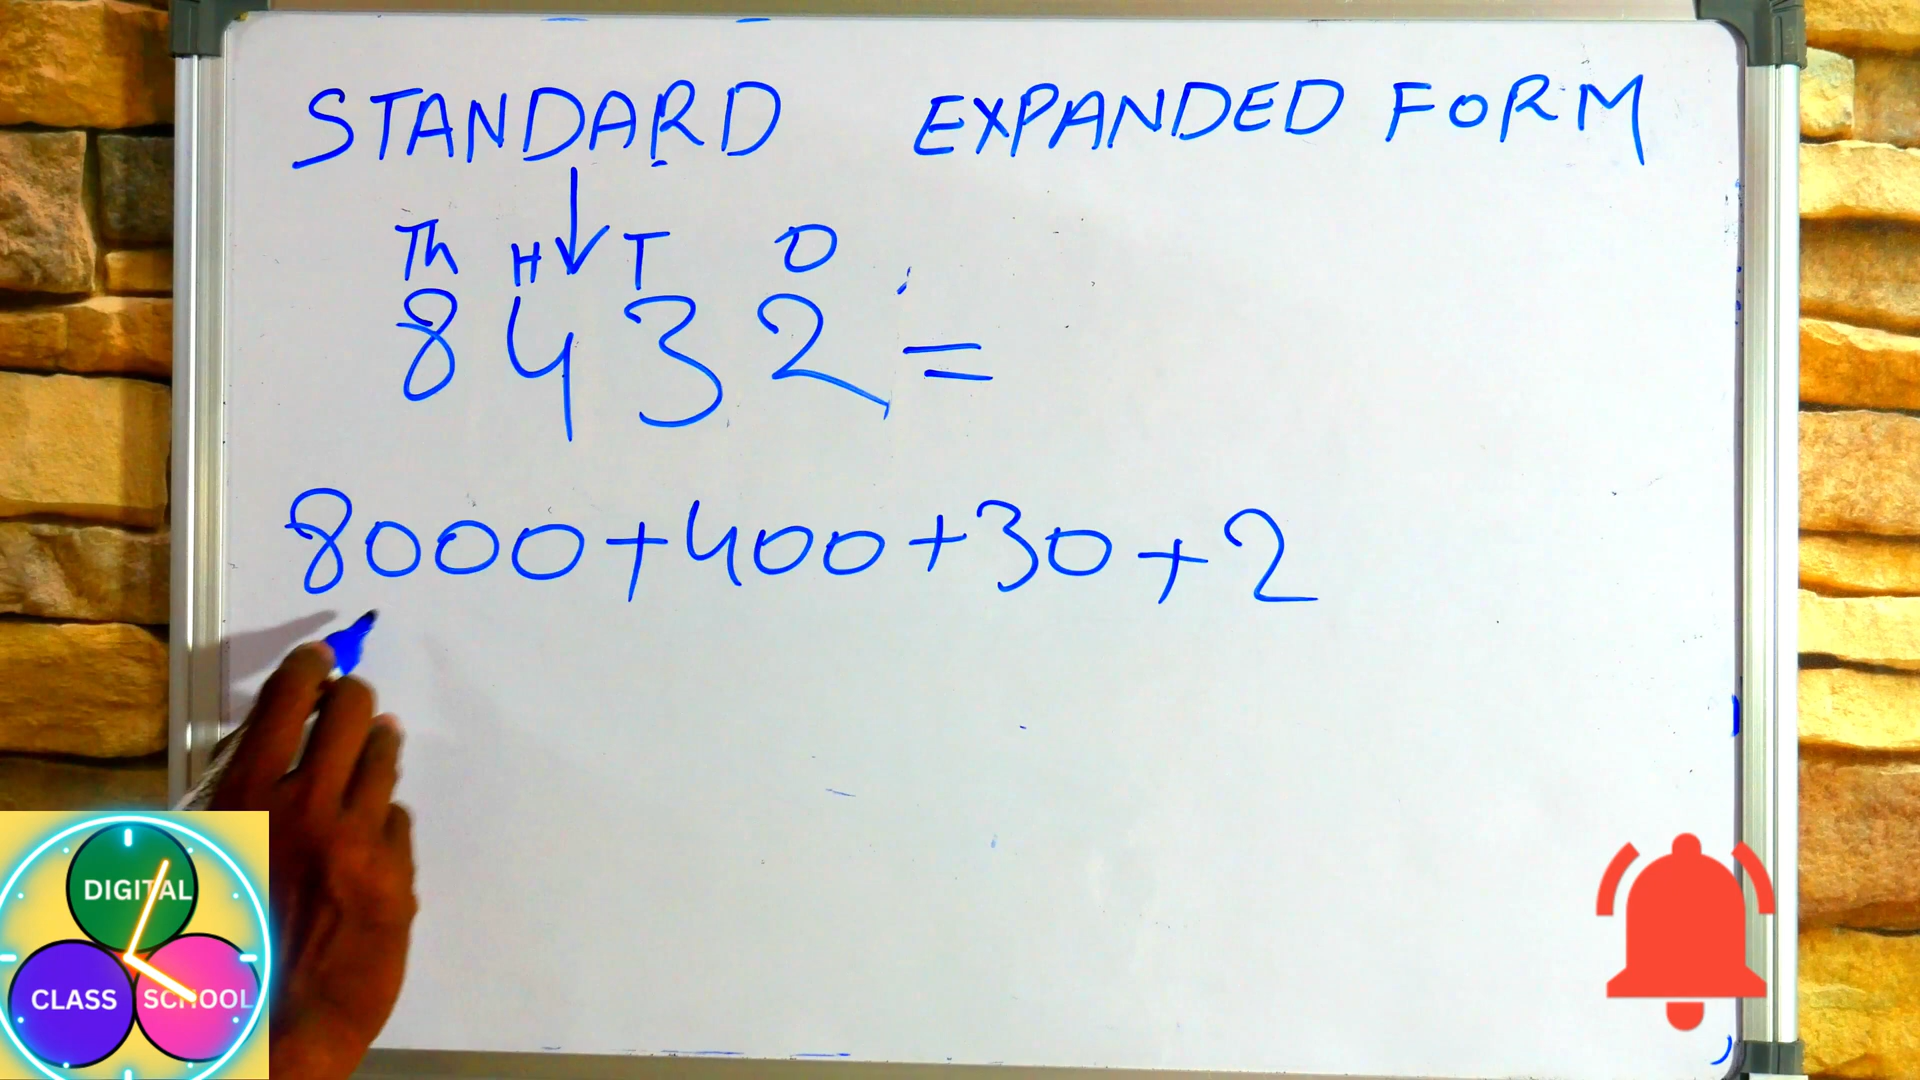 STANDARD EXPANDED FORM
Th H T O
8432 =
8000+400+30+2
DIGITAL
CLASS SCHOOL